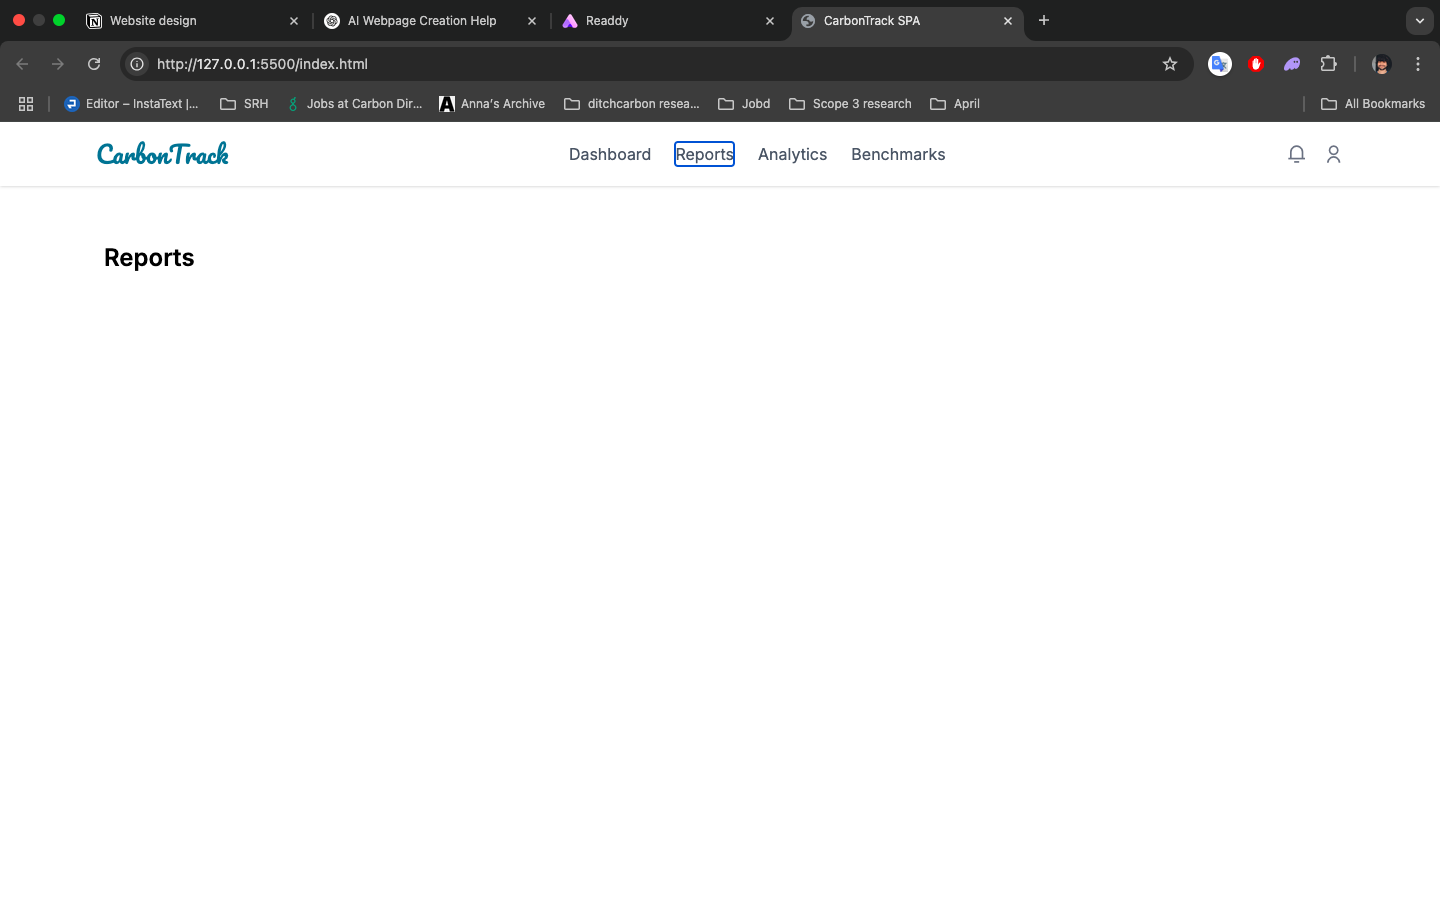 Website design
AI Webpage Creation Help
Readdy
CarbonTrack SPA
http://127.0.0.1:5500/index.html
Editor – InstaText |...
SRH
Jobs at Carbon Dir...
Anna's Archive
ditchcarbon resea...
Jobd
Scope 3 research
April
All Bookmarks
CarbonTrack
Dashboard
Reports
Analytics
Benchmarks
Reports